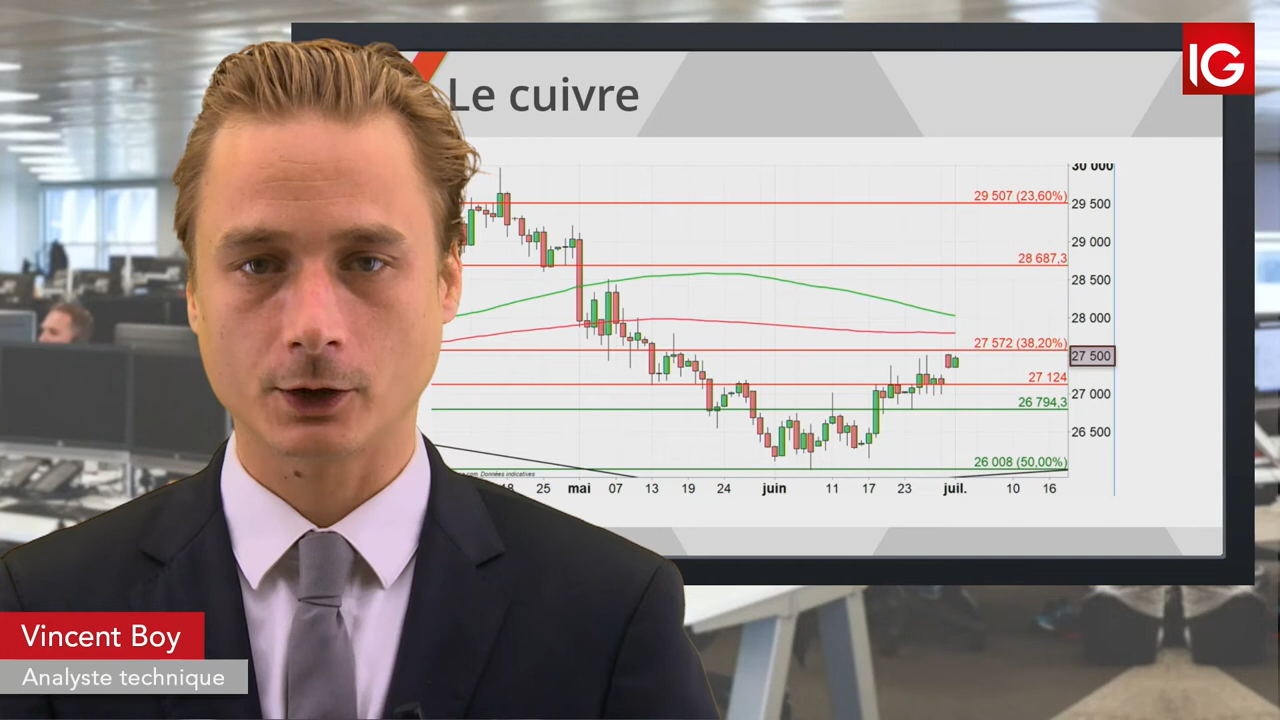 IG
Le cuivre
30 000
29 507 (23,60%)
29 500
29 000
28 687,3
28 500
28 000
27 572 (38,20%)
27 500
27 124
27 000
26 794,3
26 500
26 008 (50,00%)
.com Données indicatives
25
mai
07
13
19
24
juin
11
17
23
juil.
10
16
Vincent Boy
Analyste technique